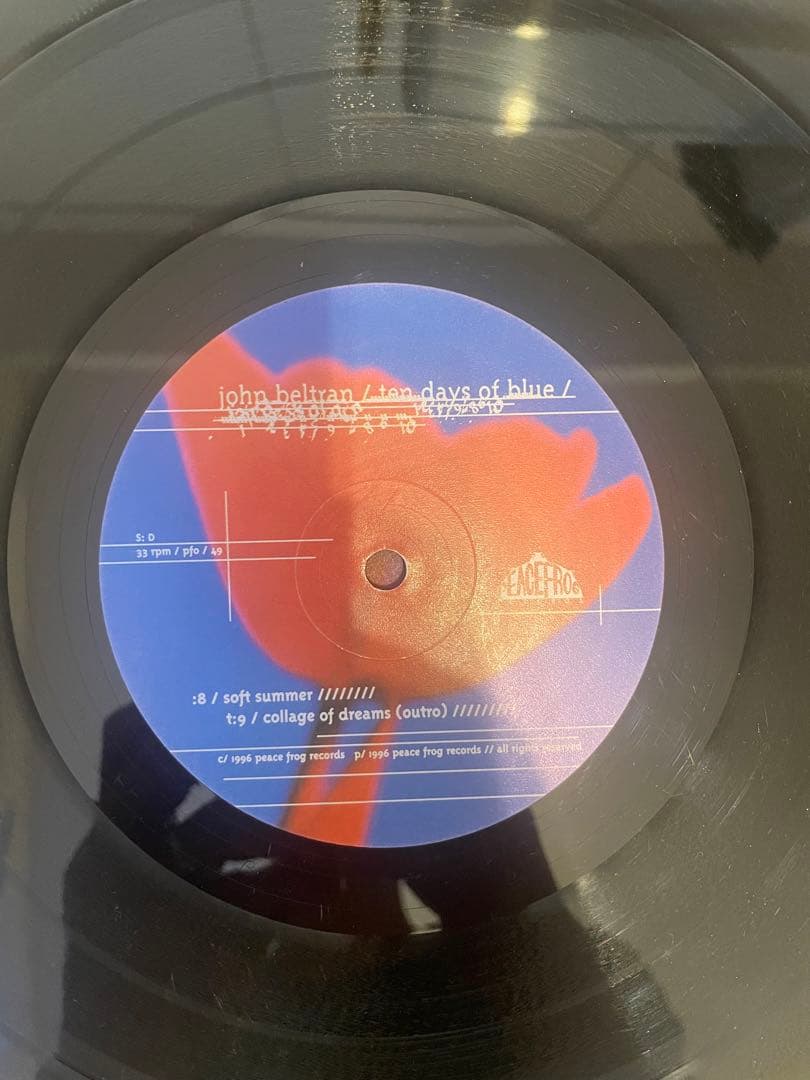 john beltran / ten days of blue /
S: D
33 rpm / pfo / 49
PEACEFROG
:8 / soft summer ////////
t:9 / collage of dreams (outro) /////////
c/ 1996 peace frog records p/ 1996 peace frog records // all rights reserved